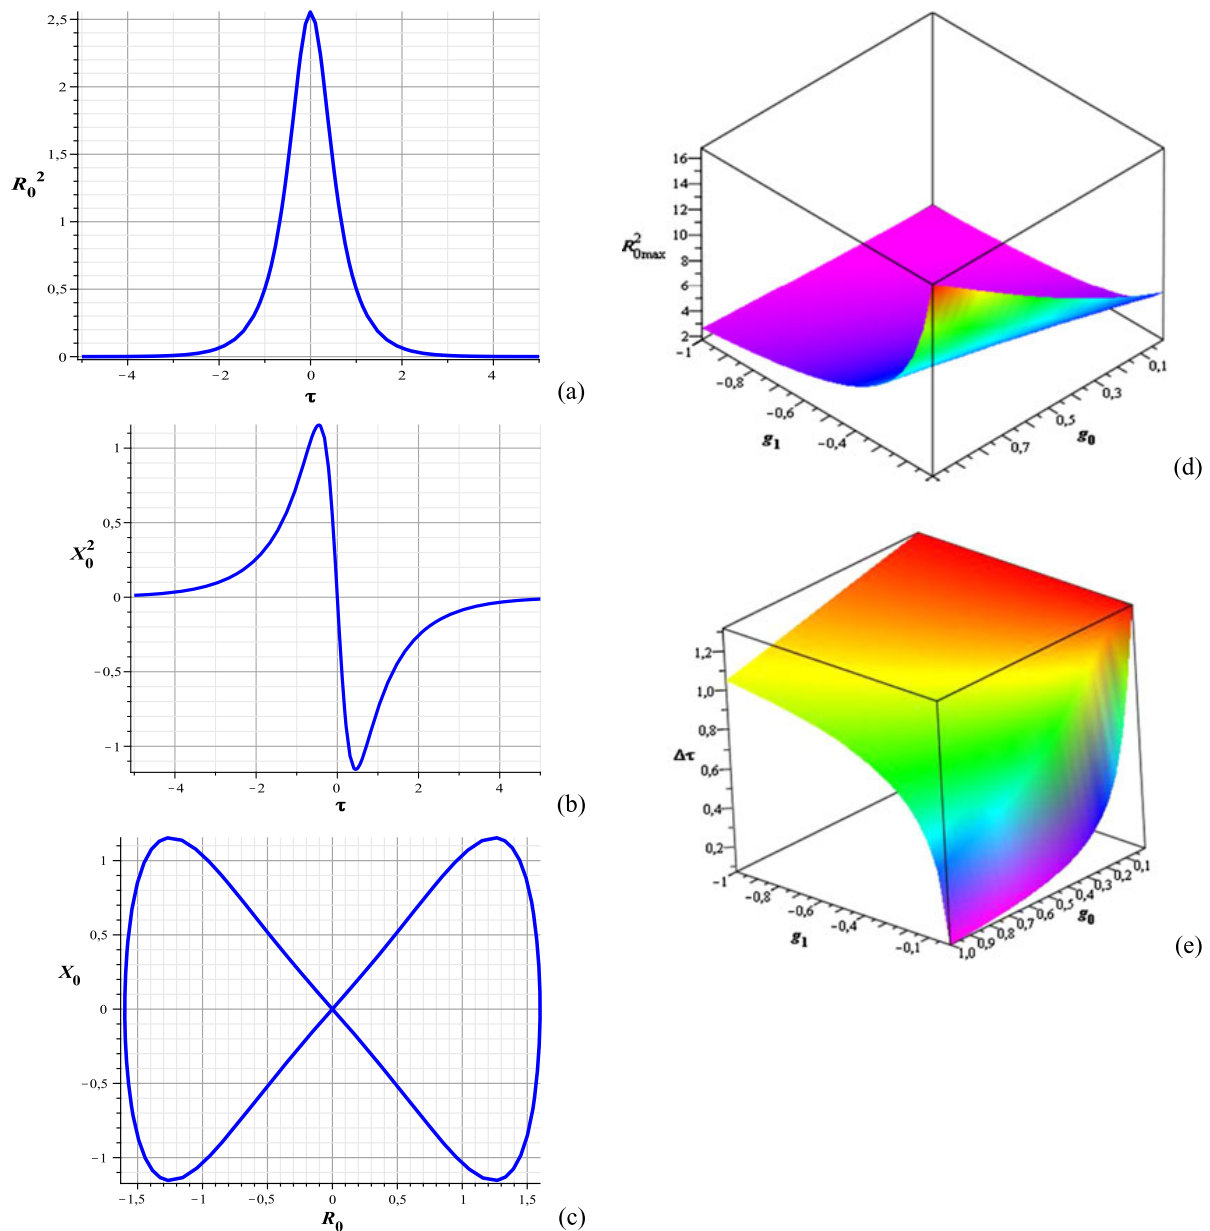 2,5
2
1,5
R₀²
1
0,5
0
−4 −2 0 2 4
τ
(a)
1
0,5
X₀²
0
−0,5
−1
−4 −2 0 2 4
τ
(b)
1
0,5
X₀
0
−0,5
−1
−1,5 −1 −0,5 0 0,5 1 1,5
R₀
(c)
16
14
12
10
R²₀max
8
6
4
2
−1 −0,8 −0,6 −0,4
g₁
0,7 0,5 0,3 0,1
g₀
(d)
1,2
1,0
0,8
Δτ
0,6
0,4
0,2
−1 −0,8 −0,6 −0,4 −0,1
g₁
1,0 0,9 0,8 0,7 0,6 0,5 0,4 0,3 0,2 0,1
g₀
(e)